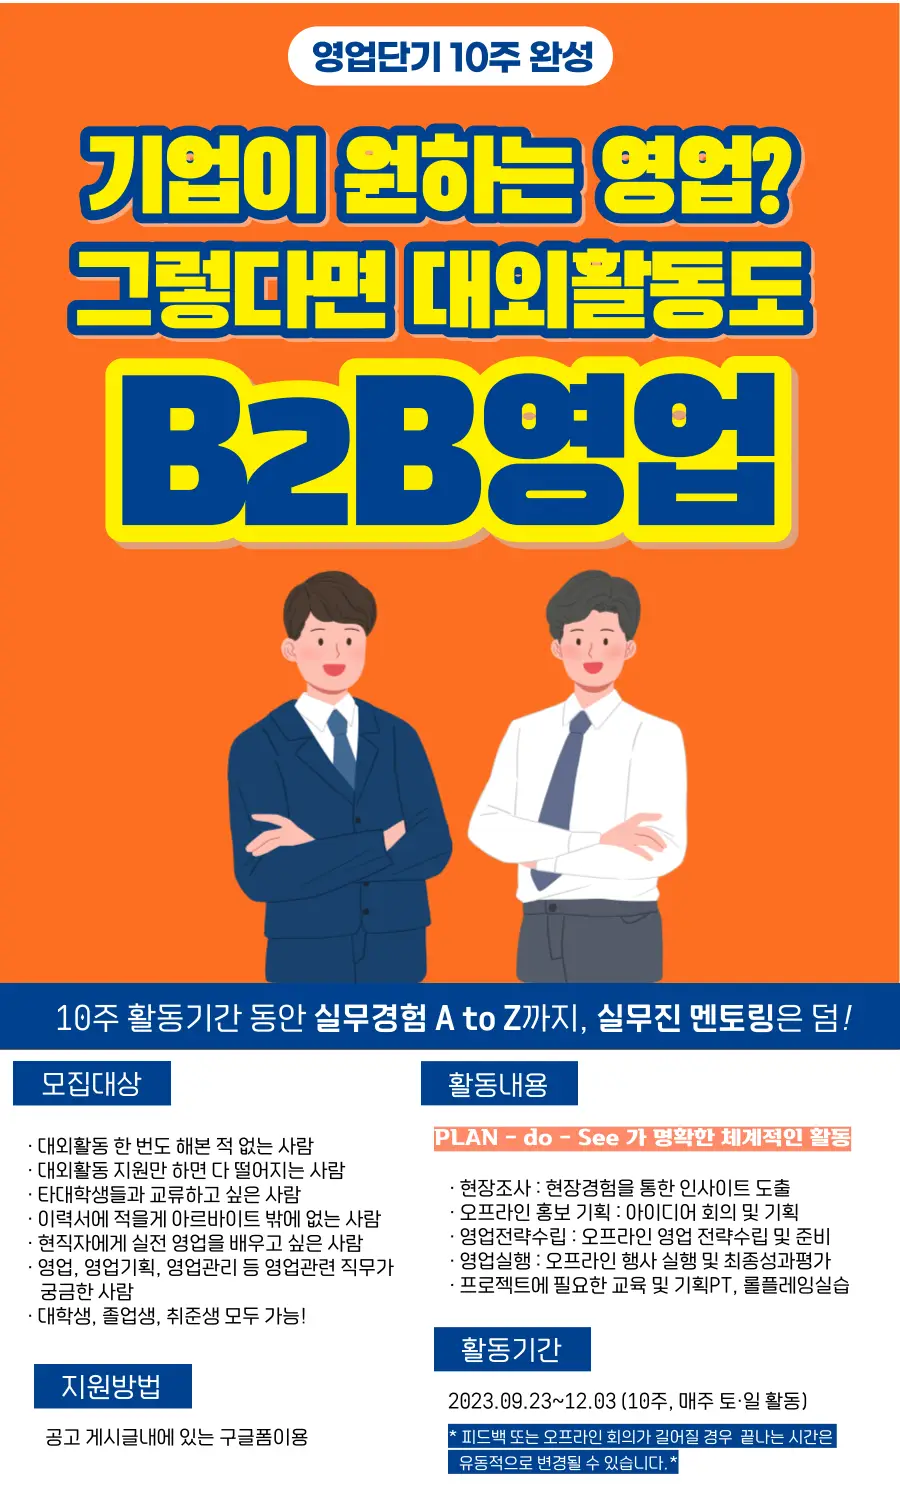 영업단기 10주 완성
기업이 원하는 영업?
그렇다면 대외활동도
B2B영업
10주 활동기간 동안 실무경험 A to Z까지, 실무진 멘토링은 덤!
모집대상
· 대외활동 한 번도 해본 적 없는 사람
· 대외활동 지원만 하면 다 떨어지는 사람
· 타대학생들과 교류하고 싶은 사람
· 이력서에 적을게 아르바이트 밖에 없는 사람
· 현직자에게 실전 영업을 배우고 싶은 사람
· 영업, 영업기획, 영업관리 등 영업관련 직무가
궁금한 사람
· 대학생, 졸업생, 취준생 모두 가능!
지원방법
공고 게시글내에 있는 구글폼이용
활동내용
PLAN - do - See 가 명확한 체계적인 활동
· 현장조사 : 현장경험을 통한 인사이트 도출
· 오프라인 홍보 기획 : 아이디어 회의 및 기획
· 영업전략수립 : 오프라인 영업 전략수립 및 준비
· 영업실행 : 오프라인 행사 실행 및 최종성과평가
· 프로젝트에 필요한 교육 및 기획PT, 롤플레잉실습
활동기간
2023.09.23~12.03 (10주, 매주 토·일 활동)
* 피드백 또는 오프라인 회의가 길어질 경우 끝나는 시간은
유동적으로 변경될 수 있습니다.*